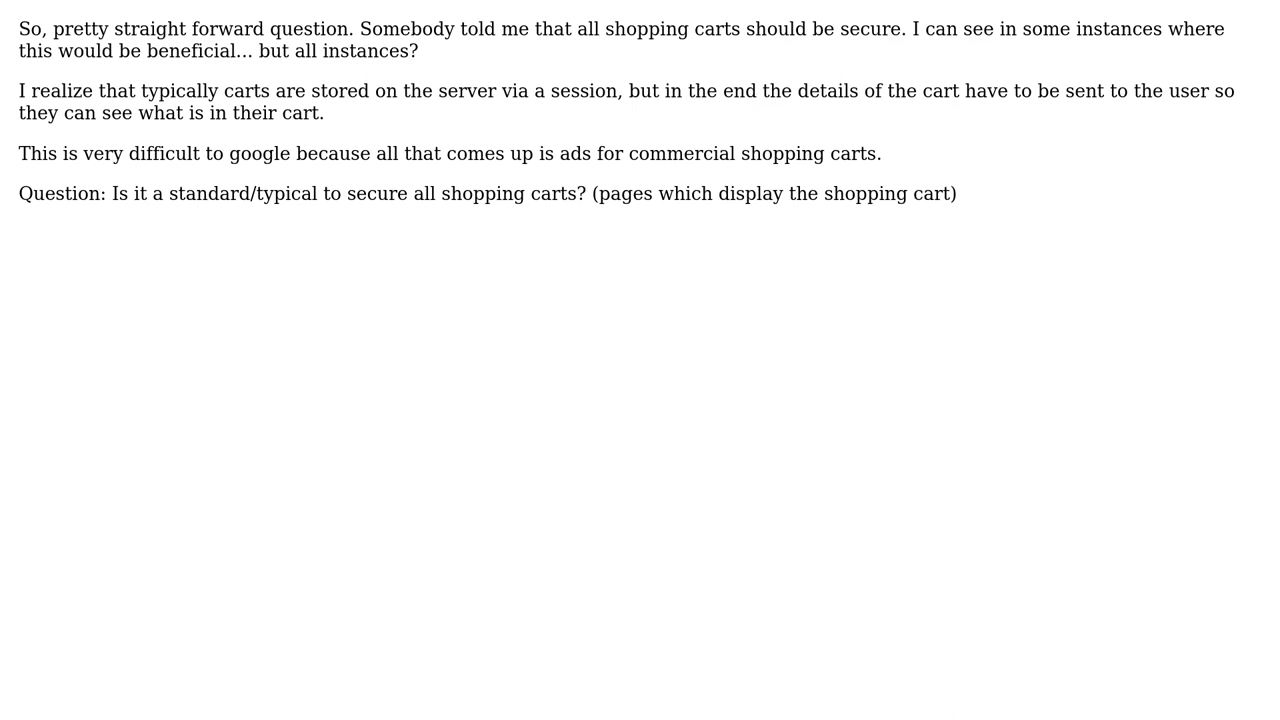 So, pretty straight forward question. Somebody told me that all shopping carts should be secure. I can see in some instances where
this would be beneficial... but all instances?
I realize that typically carts are stored on the server via a session, but in the end the details of the cart have to be sent to the user so
they can see what is in their cart.
This is very difficult to google because all that comes up is ads for commercial shopping carts.
Question: Is it a standard/typical to secure all shopping carts? (pages which display the shopping cart)